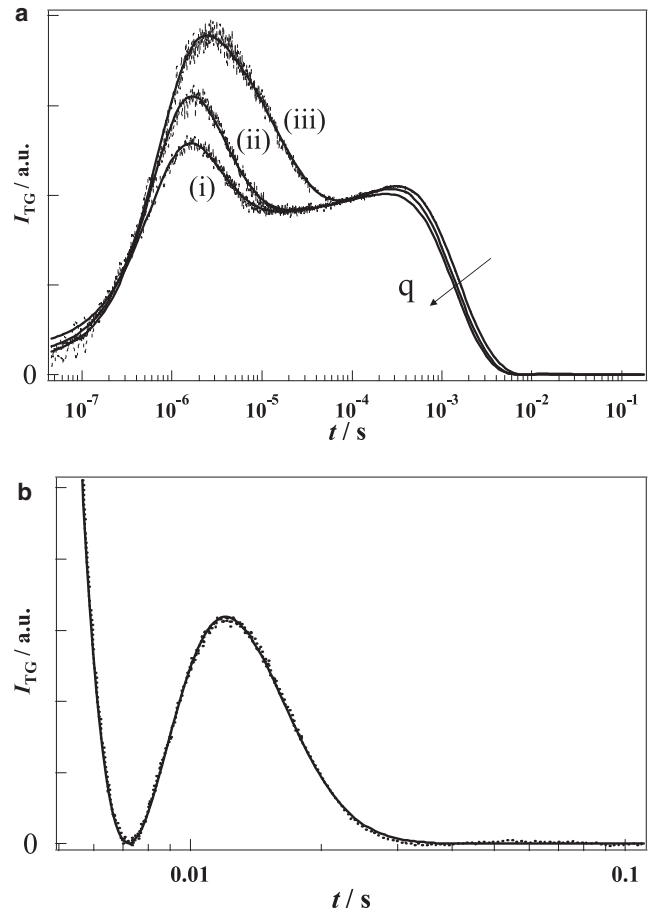 a
I_TG / a.u.
(iii)
(ii)
(i)
q
0
10^-7 10^-6 10^-5 10^-4 10^-3 10^-2 10^-1
t / s
b
I_TG / a.u.
0
0.01 0.1
t / s